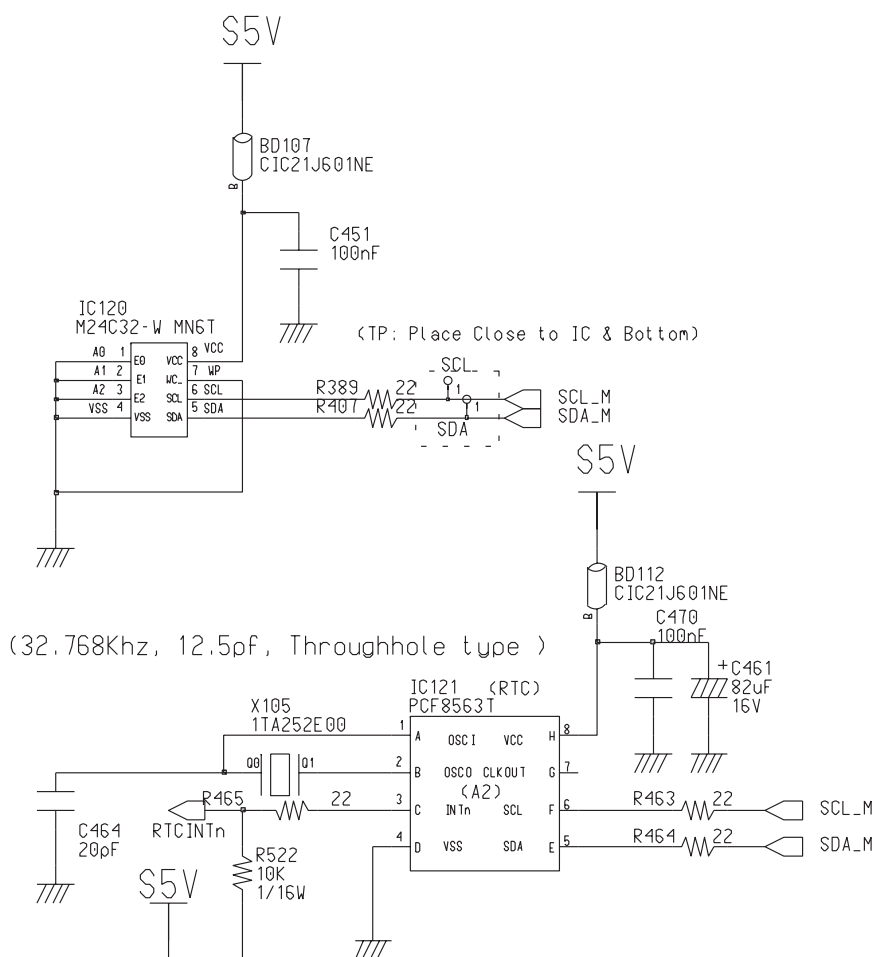 S5V
BD107
CIC21J601NE
B
C451
100nF
IC120
M24C32-W MN6T
(TP: Place Close to IC & Bottom)
A0 1 E0 VCC 8 VCC
A1 2 E1 WC_ 7 WP
A2 3 E2 SCL 6 SCL
VSS 4 VSS SDA 5 SDA
R389 22
R407 22
SCL
1
1
SDA
SCL_M
SDA_M
S5V
BD112
CIC21J601NE
B
C470
100nF
+C461
82uF
16V
(32.768Khz, 12.5pf, Throughhole type )
IC121 (RTC)
PCF8563T
X105
1TA252E00
1 A OSCI VCC H 8
Q0 Q1
2 B OSCO CLKOUT G 7
(A2)
3 C INTn SCL F 6
4 D VSS SDA E 5
R465 22
RTCINTn
C464
20pF
R463 22
SCL_M
R464 22
SDA_M
R522
10K
1/16W
S5V